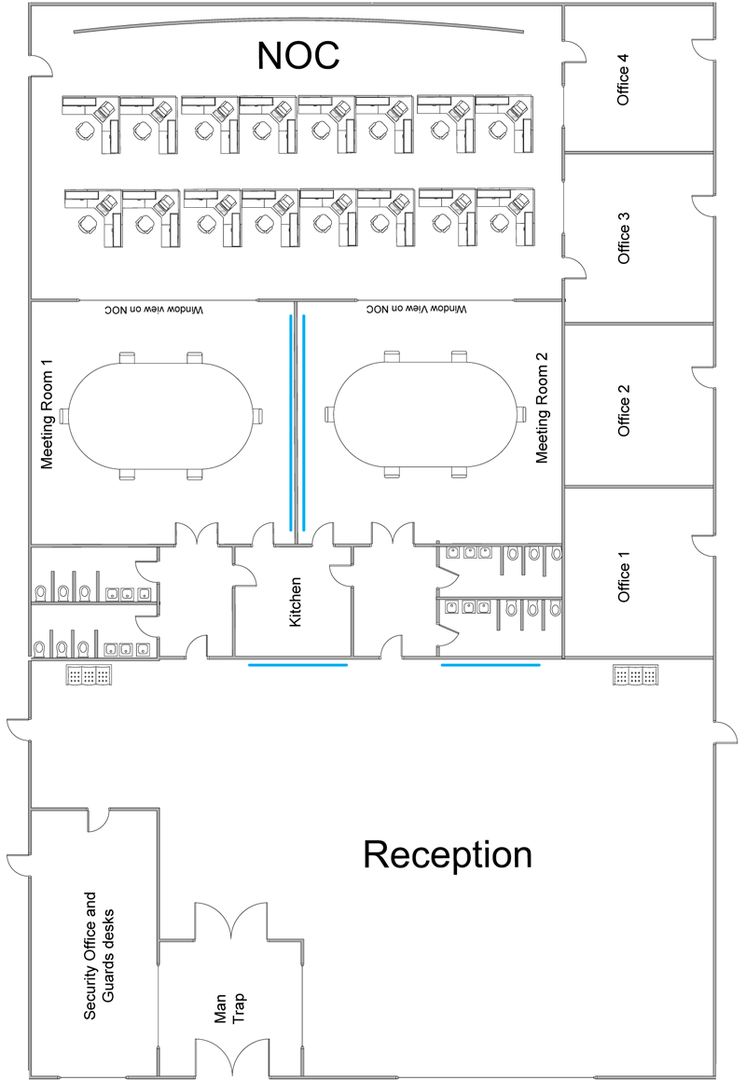 NOC
Office 4
Office 3
Window view on NOC
Window View on NOC
Meeting Room 1
Meeting Room 2
Office 2
Office 1
Kitchen
Reception
Security Office and
Guards desks
Man
Trap